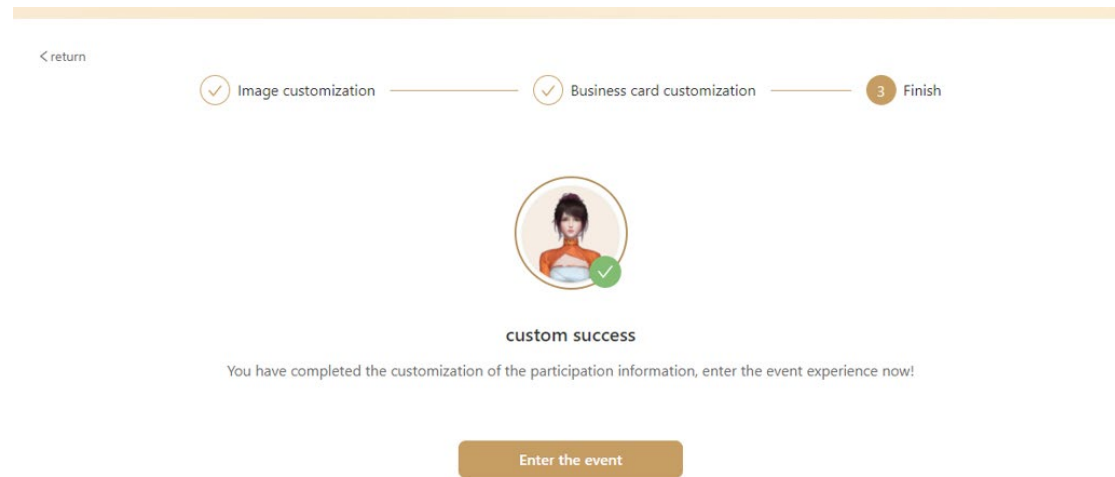 < return
Image customization
Business card customization
3 Finish
custom success
You have completed the customization of the participation information, enter the event experience now!
Enter the event